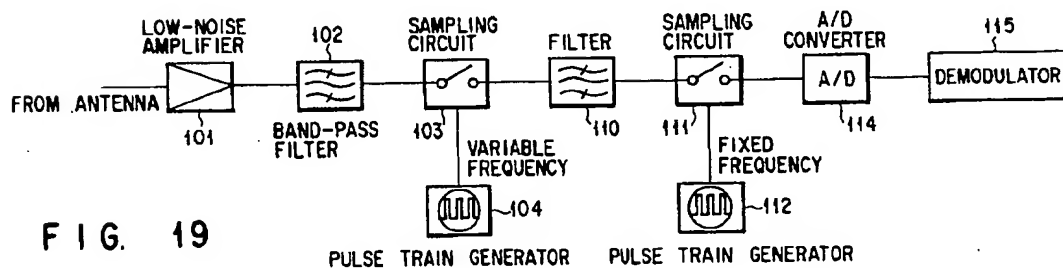 LOW-NOISE
AMPLIFIER
FROM ANTENNA
101
102
BAND-PASS
FILTER
SAMPLING
CIRCUIT
103
VARIABLE
FREQUENCY
104
PULSE TRAIN GENERATOR
FILTER
110
SAMPLING
CIRCUIT
111
FIXED
FREQUENCY
112
PULSE TRAIN GENERATOR
A/D
CONVERTER
A/D
114
115
DEMODULATOR
FIG. 19